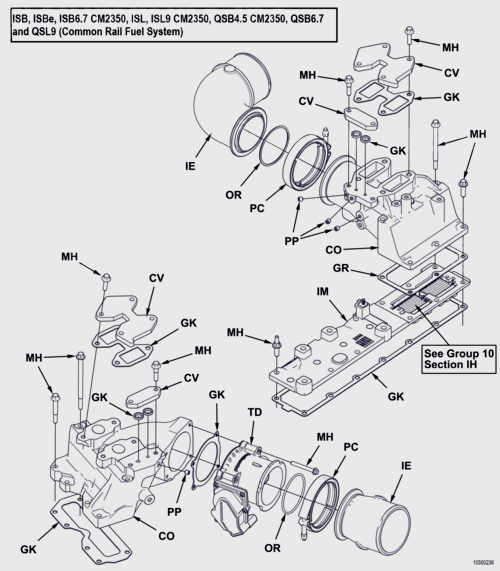 ISB, ISBe, ISB6.7 CM2350, ISL, ISL9 CM2350, QSB4.5 CM2350, QSB6.7
and QSL9 (Common Rail Fuel System)
MH
CV
MH
CV
GK
GK
MH
IE
OR
PC
PP
CO
GR
MH
CV
IM
GK
MH
MH
MH
See Group 10
Section IH
CV
GK
GK
GK
TD
MH
PC
IE
PP
OR
CO
GK
10500236